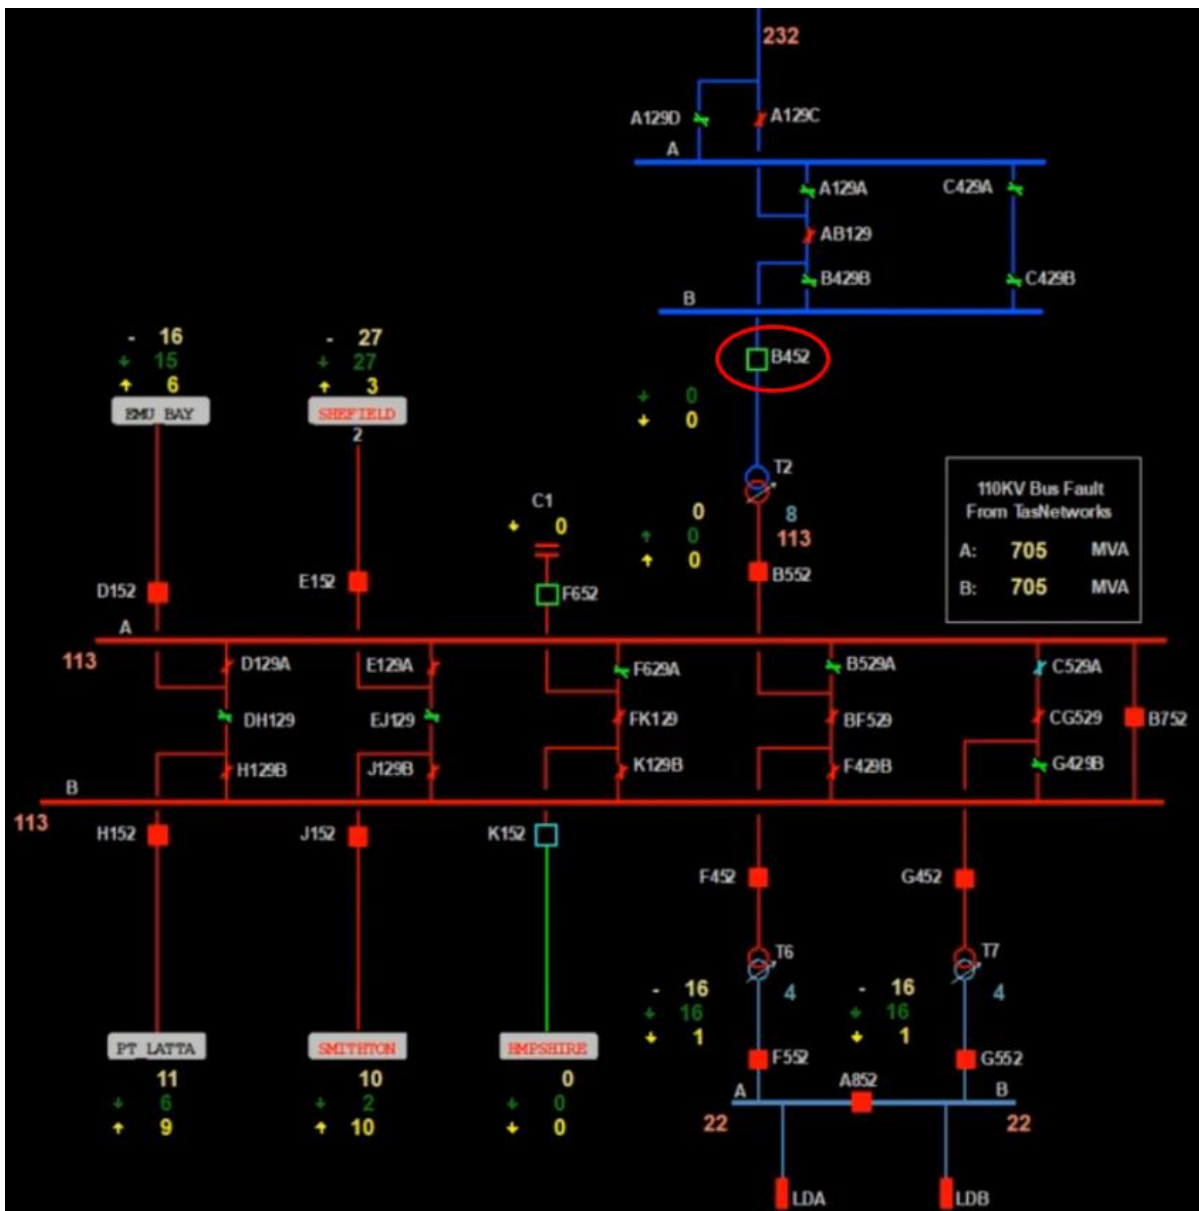 232
A129D
A129C
A
A129A
C429A
AB129
B429B
C429B
B
- 16
15
6
EMU BAY
- 27
27
3
SHEFIELD
2
B452
0
0
T2
8
113
0
0
0
B552
C1
0
F652
110KV Bus Fault
From TasNetworks
A: 705 MVA
B: 705 MVA
D152
E152
A
113
D129A
E129A
F629A
B529A
C529A
DH129
EJ129
FK129
BF529
CG529
B752
H129B
J129B
K129B
F429B
G429B
B
113
H152
J152
K152
F452
G452
T6
4
T7
4
- 16
16
1
- 16
16
1
PT LATTA
11
6
9
SMITHTON
10
2
10
HMPSHIRE
0
0
0
F552
G552
A852
A
B
22
22
LDA
LDB